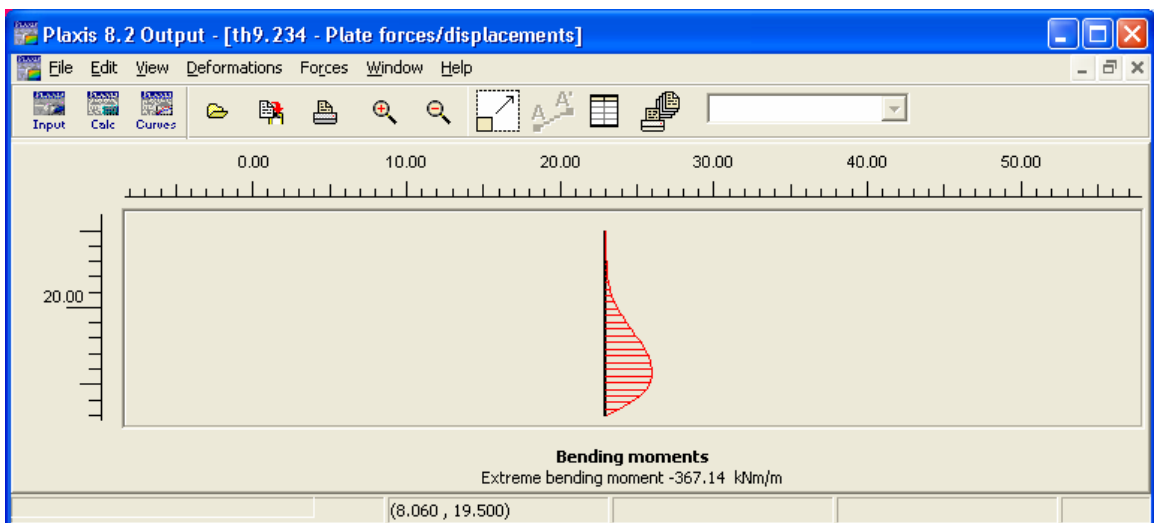 Plaxis 8.2 Output - [th9.234 - Plate forces/displacements]
File Edit View Deformations Forces Window Help
Input Calc Curves A A'
0.00 10.00 20.00 30.00 40.00 50.00
20.00
Bending moments
Extreme bending moment -367.14 kNm/m
(8.060 , 19.500)